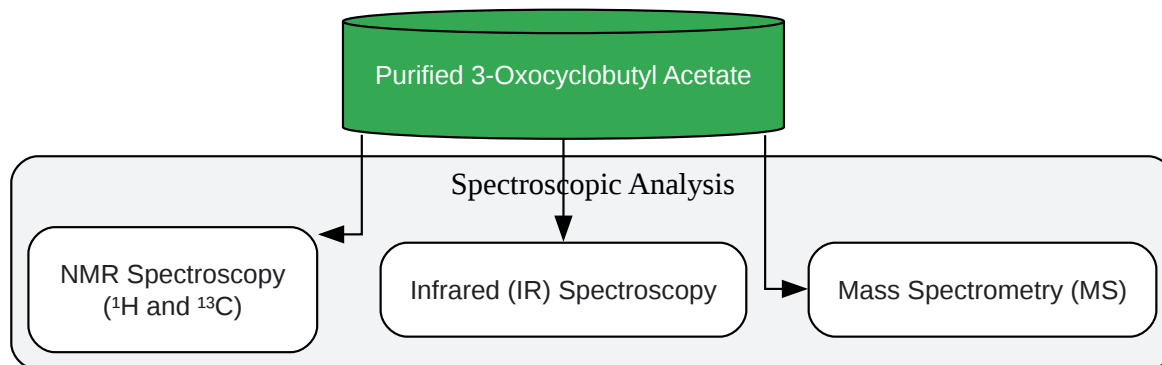 Purified 3-Oxocyclobutyl Acetate
Spectroscopic Analysis
NMR Spectroscopy
(¹H and ¹³C)
Infrared (IR) Spectroscopy
Mass Spectrometry (MS)